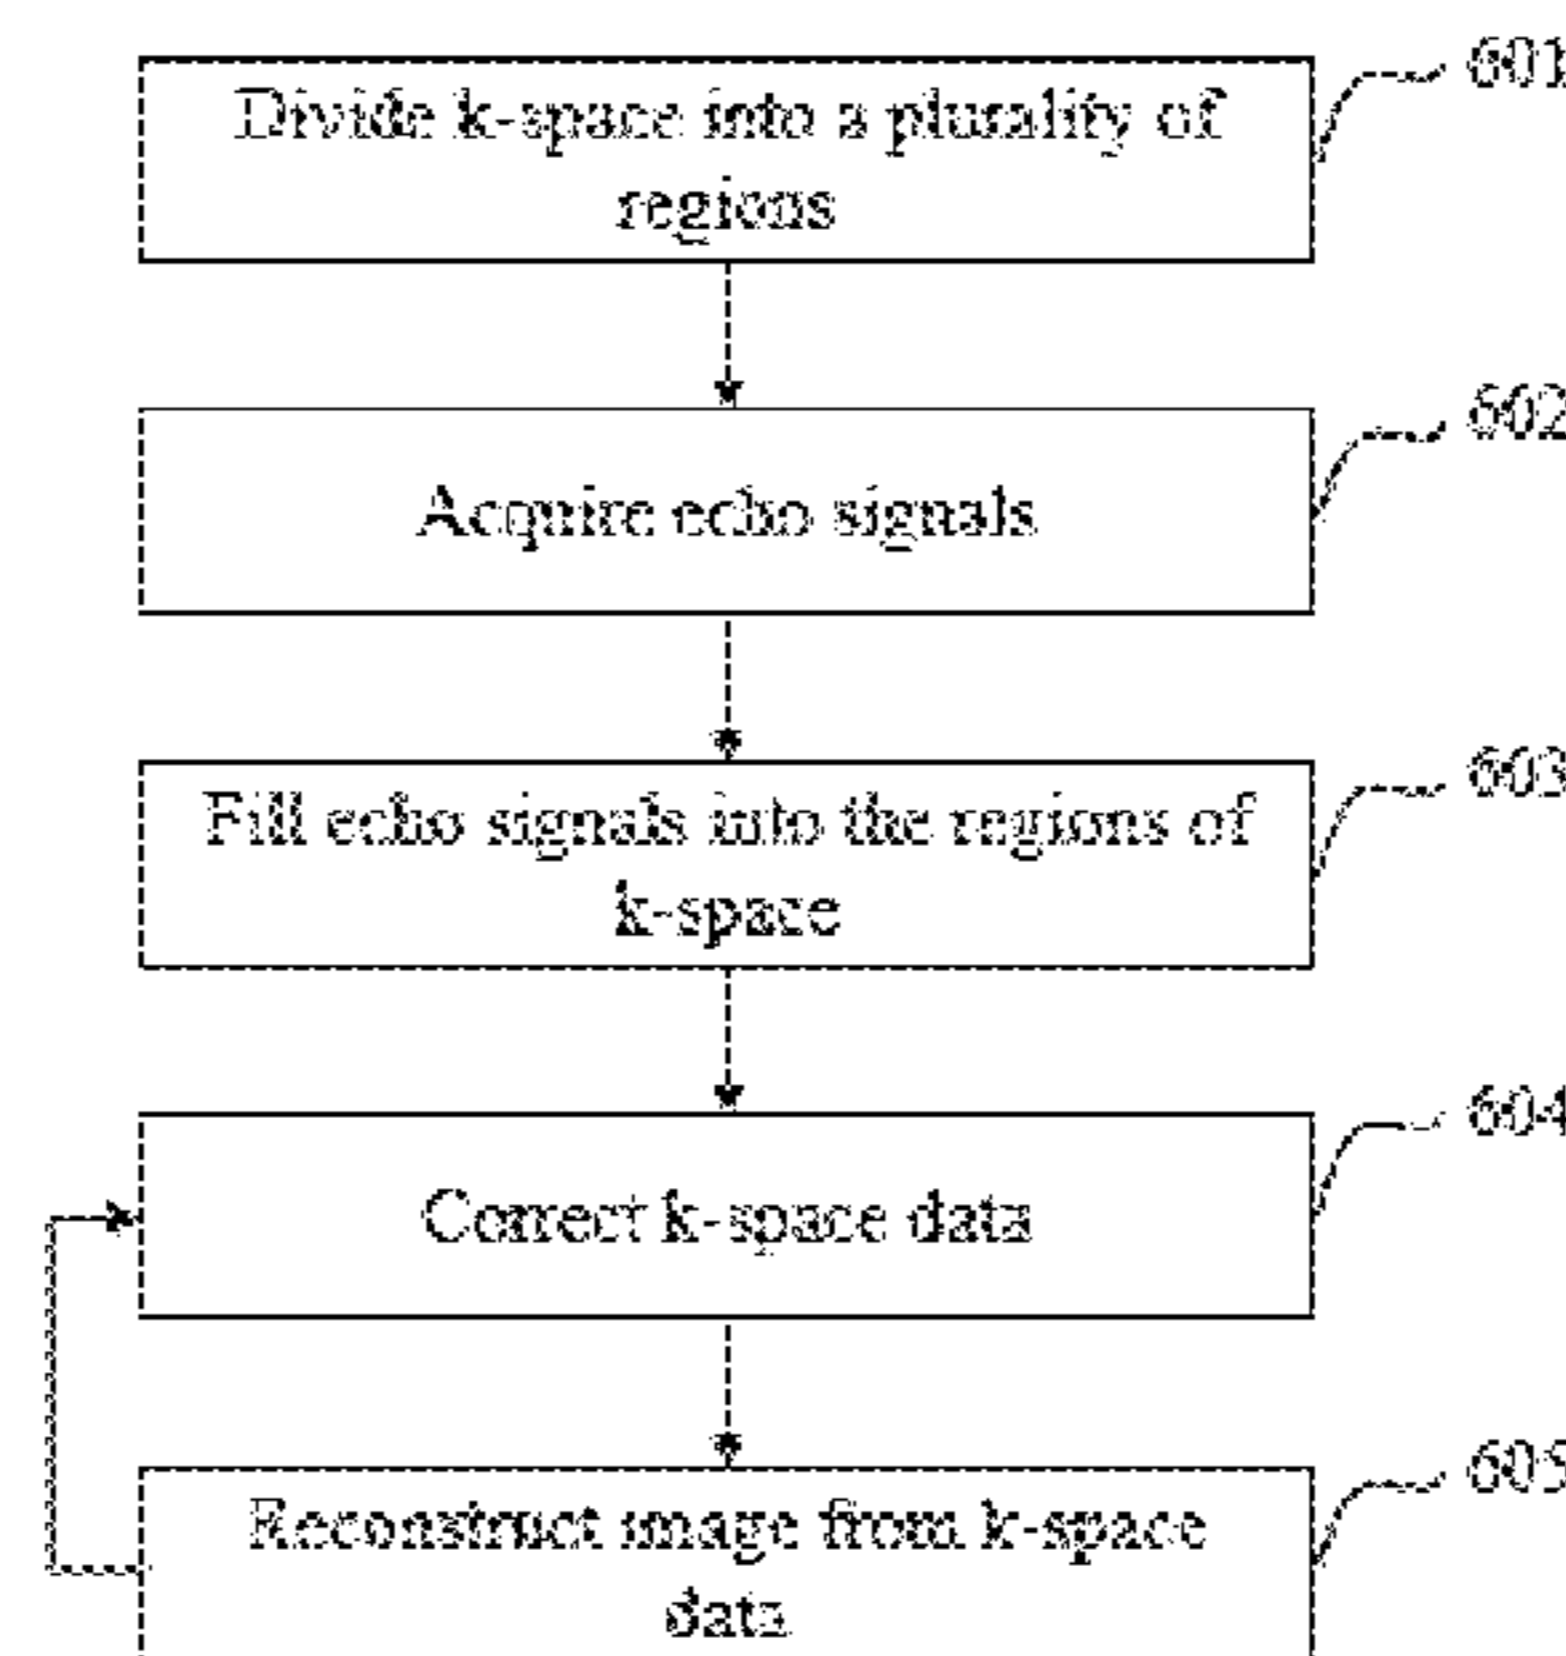 601
Divide k-space into a plurality of
regions
602
Acquire echo signals
603
Fill echo signals into the regions of
k-space
604
Correct k-space data
605
Reconstruct image from k-space
data